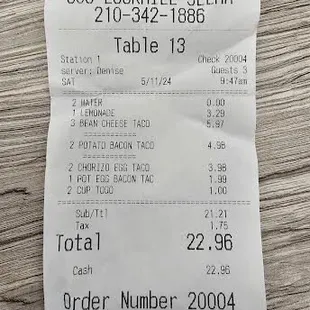 210-342-1886
Table 13
Station 1 Check 20004
server: Denise Guests 3
SAT 5/11/24 9:47am
2 WATER 0.00
1 LEMONADE 3.29
3 BEAN CHEESE TACO 5.97
============
2 POTATO BACON TACO 4.98
============
2 CHORIZO EGG TACO 3.98
1 POT EGG BACON TAC 1.99
2 CUP TOGO 1.00
Sub/Ttl 21.21
Tax 1.75
Total 22.96
Cash 22.96
Order Number 20004